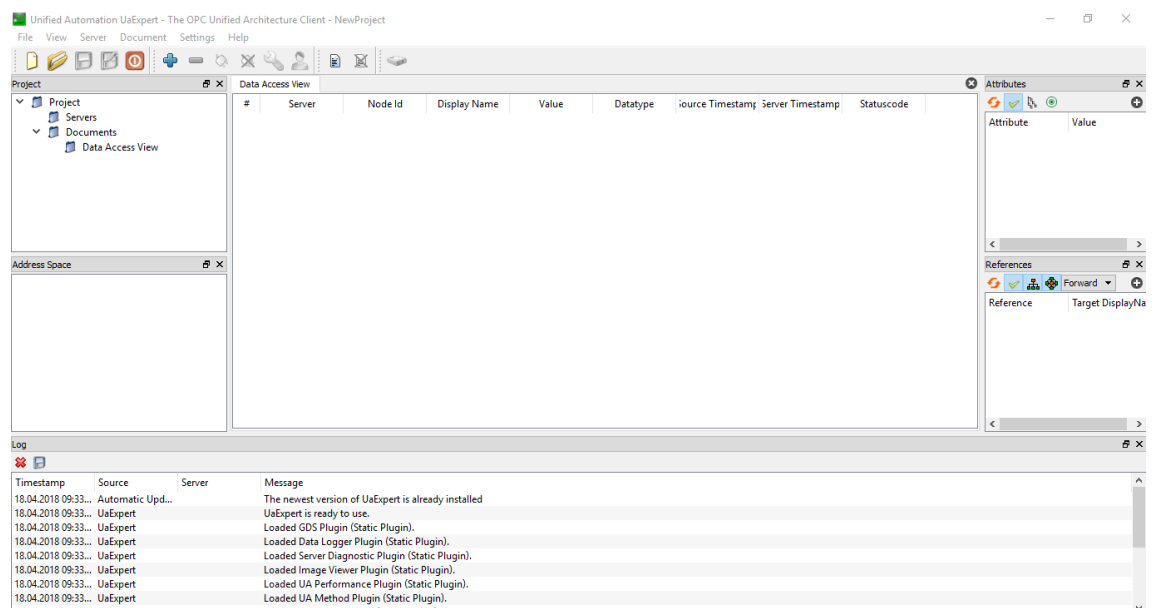 Unified Automation UaExpert - The OPC Unified Architecture Client - NewProject
File View Server Document Settings Help
Project
Project
Servers
Documents
Data Access View
Address Space
Data Access View
# Server Node Id Display Name Value Datatype ource Timestamp Server Timestamp Statuscode
Attributes
Attribute Value
References
Forward
Reference Target DisplayNa
Log
Timestamp Source Server Message
18.04.2018 09:33... Automatic Upd... The newest version of UaExpert is already installed
18.04.2018 09:33... UaExpert UaExpert is ready to use.
18.04.2018 09:33... UaExpert Loaded GDS Plugin (Static Plugin).
18.04.2018 09:33... UaExpert Loaded Data Logger Plugin (Static Plugin).
18.04.2018 09:33... UaExpert Loaded Server Diagnostic Plugin (Static Plugin).
18.04.2018 09:33... UaExpert Loaded Image Viewer Plugin (Static Plugin).
18.04.2018 09:33... UaExpert Loaded UA Performance Plugin (Static Plugin).
18.04.2018 09:33... UaExpert Loaded UA Method Plugin (Static Plugin).